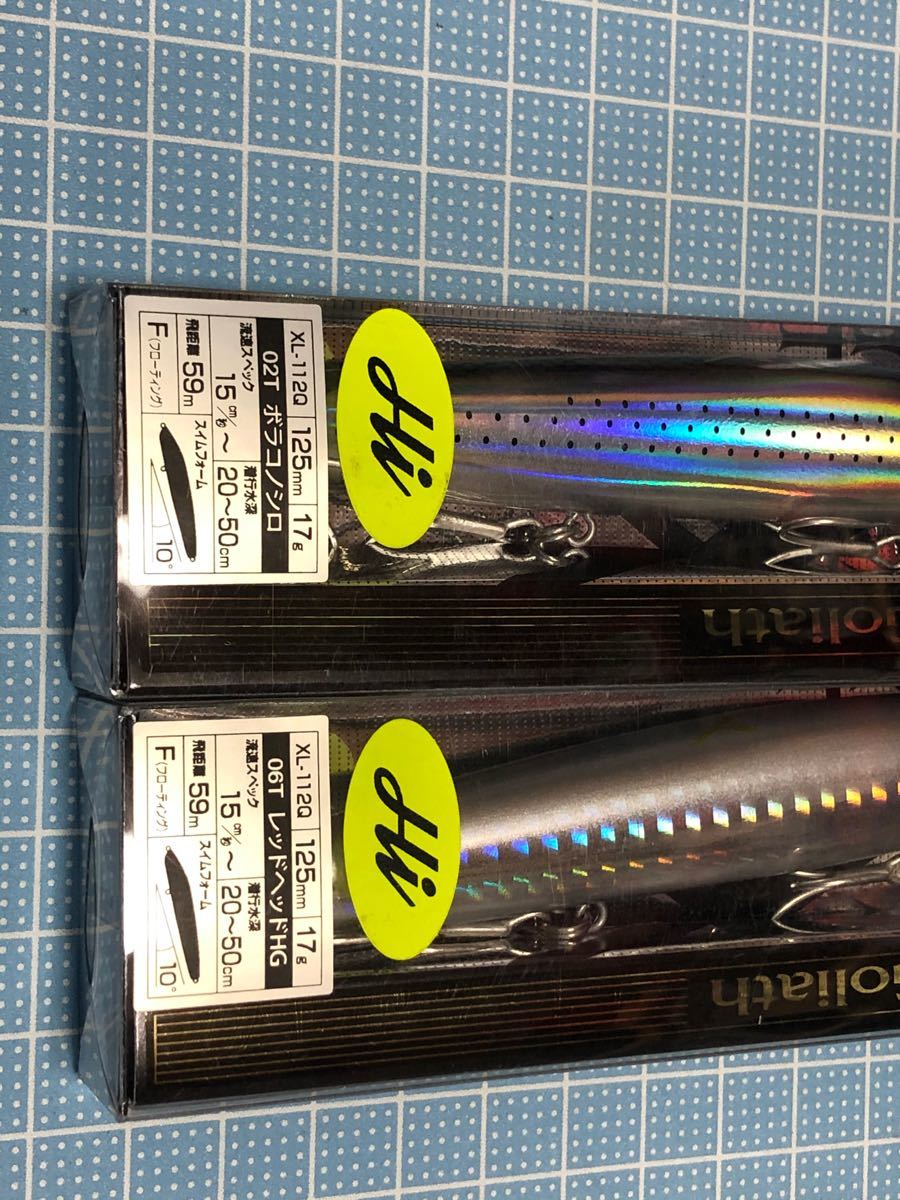 XL-112Q 125mm 17g
02T ボラコノシロ
流速スペック 潜行水深
15cm/秒～ 20～50cm
飛距離 59m
スイムフォーム
F(フローティング) 10°
Hi
oliath
XL-112Q 125mm 17g
06T レッドヘッドHG
流速スペック 潜行水深
15cm/秒～ 20～50cm
飛距離 59m
スイムフォーム
F(フローティング) 10°
Hi
Goliath